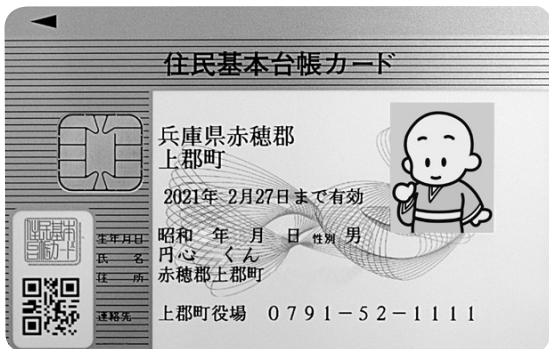 住民基本台帳カード
兵庫県赤穂郡
上郡町
2021年 2月27日まで有効
生年月日 昭和 年 月 日 性別 男
氏 名 円心 くん
住 所 赤穂郡上郡町
連絡先 上郡町役場 0791-52-1111